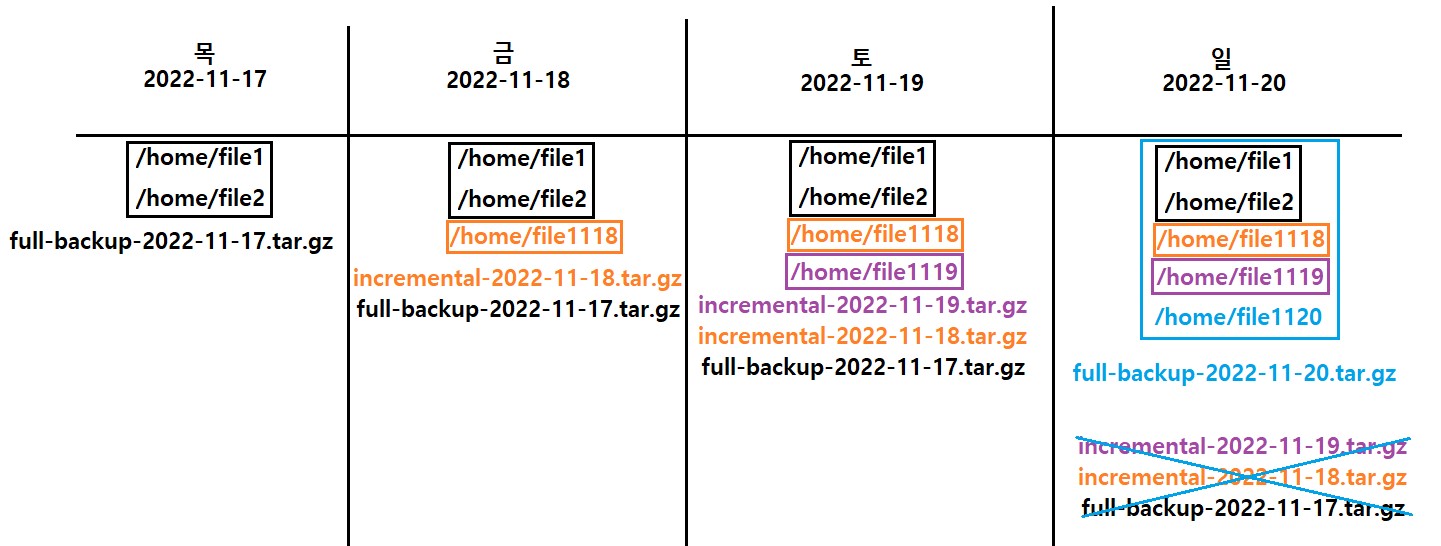 목
2022-11-17
/home/file1
/home/file2
full-backup-2022-11-17.tar.gz
금
2022-11-18
/home/file1
/home/file2
/home/file1118
incremental-2022-11-18.tar.gz
full-backup-2022-11-17.tar.gz
토
2022-11-19
/home/file1
/home/file2
/home/file1118
/home/file1119
incremental-2022-11-19.tar.gz
incremental-2022-11-18.tar.gz
full-backup-2022-11-17.tar.gz
일
2022-11-20
/home/file1
/home/file2
/home/file1118
/home/file1119
/home/file1120
full-backup-2022-11-20.tar.gz
incremental-2022-11-19.tar.gz
incremental-2022-11-18.tar.gz
full-backup-2022-11-17.tar.gz